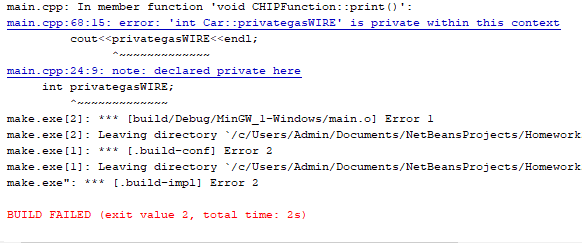 main.cpp: In member function 'void CHIPFunction::print()':
main.cpp:68:15: error: 'int Car::privategasWIRE' is private within this context
cout<<privategasWIRE<<endl;
^~~~~~~~~~~~~~
main.cpp:24:9: note: declared private here
int privategasWIRE;
^~~~~~~~~~~~~~
make.exe[2]: *** [build/Debug/MinGW_1-Windows/main.o] Error 1
make.exe[2]: Leaving directory `/c/Users/Admin/Documents/NetBeansProjects/Homework
make.exe[1]: *** [.build-conf] Error 2
make.exe[1]: Leaving directory `/c/Users/Admin/Documents/NetBeansProjects/Homework
make.exe": *** [.build-impl] Error 2
BUILD FAILED (exit value 2, total time: 2s)